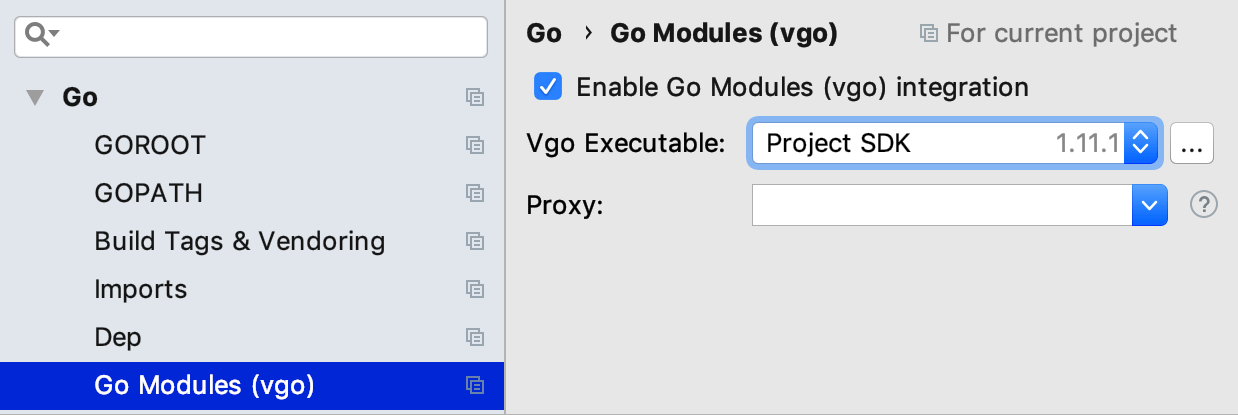 Go
GOROOT
GOPATH
Build Tags & Vendoring
Imports
Dep
Go Modules (vgo)
Go › Go Modules (vgo) For current project
Enable Go Modules (vgo) integration
Vgo Executable: Project SDK 1.11.1 ...
Proxy: ?